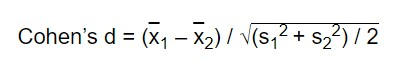 Cohen’s d = (x̅₁ – x̅₂) / √(s₁² + s₂²) / 2